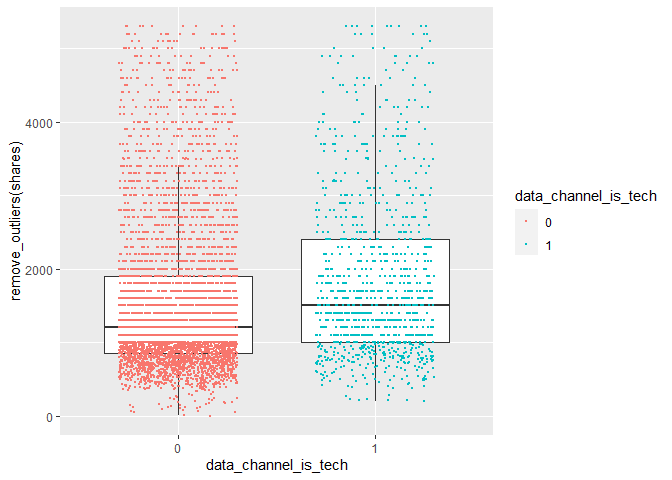 remove_outliers(shares)
4000
2000
0
0
1
data_channel_is_tech
data_channel_is_tech
0
1